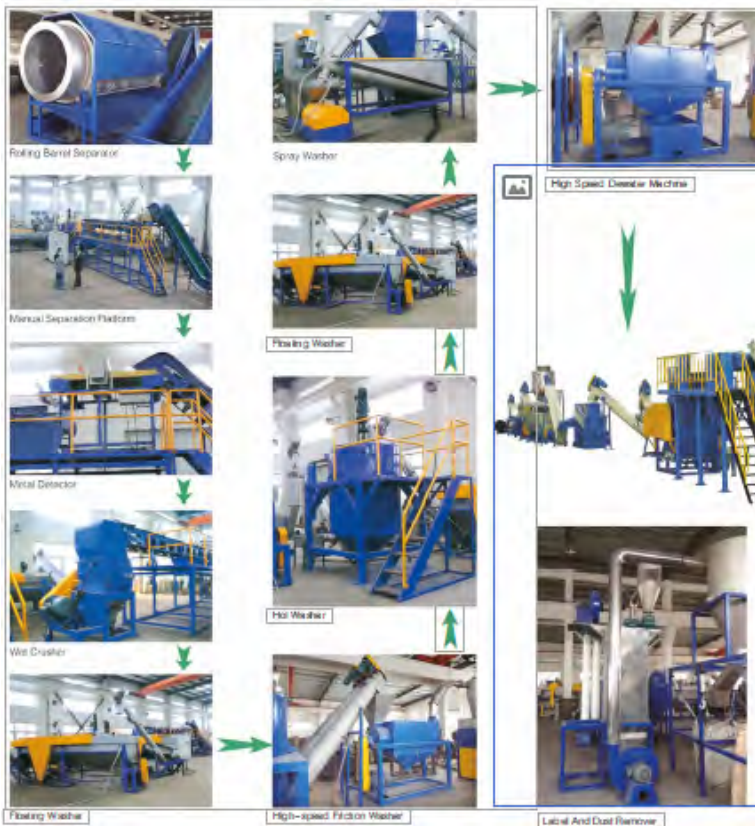 Rolling Barrel Separator
Manual Separation Platform
Metal Detector
Wet Crusher
Floating Washer
High-speed Friction Washer
Hot Washer
Floating Washer
Spray Washer
High Speed Dewater Machine
Label And Dust Remover